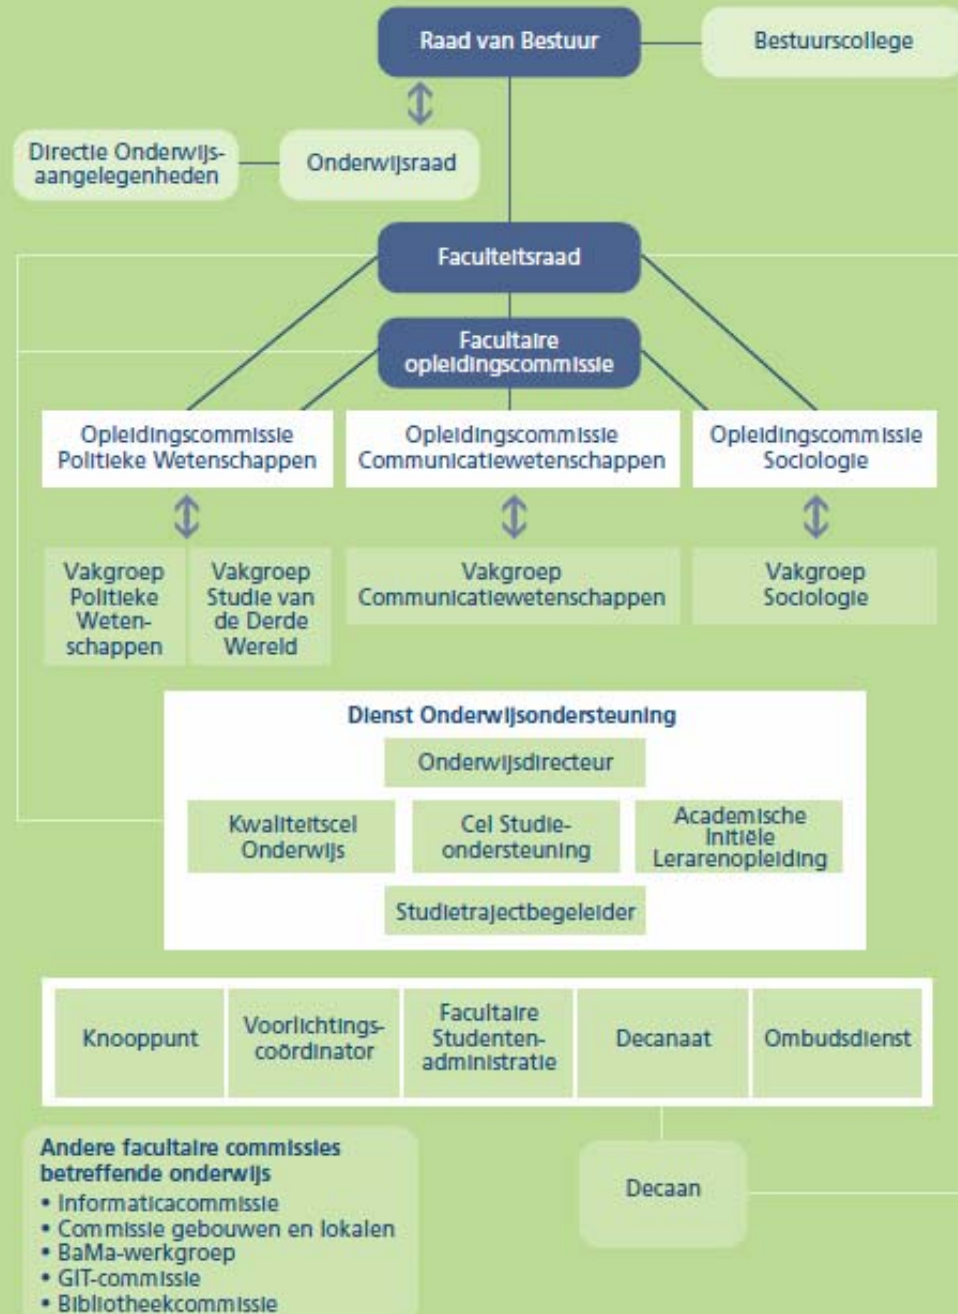 Raad van Bestuur
Bestuurscollege
Directie Onderwijs-
aangelegenheden
Onderwijsraad
Faculteitsraad
Facultaire
opleidingscommissie
Opleidingscommissie
Politieke Wetenschappen
Opleidingscommissie
Communicatiewetenschappen
Opleidingscommissie
Sociologie
Vakgroep
Politieke
Weten-
schappen
Vakgroep
Studie van
de Derde
Wereld
Vakgroep
Communicatiewetenschappen
Vakgroep
Sociologie
Dienst Onderwijsondersteuning
Onderwijsdirecteur
Kwaliteitscel
Onderwijs
Cel Studie-
ondersteuning
Academische
Initiële
Lerarenopleiding
Studietrajectbegeleider
Knooppunt
Voorlichtings-
coördinator
Facultaire
Studenten-
administratie
Decanaat
Ombudsdienst
Andere facultaire commissies
betreffende onderwijs
• Informaticacommissie
• Commissie gebouwen en lokalen
• BaMa-werkgroep
• GIT-commissie
• Bibliotheekcommissie
Decaan